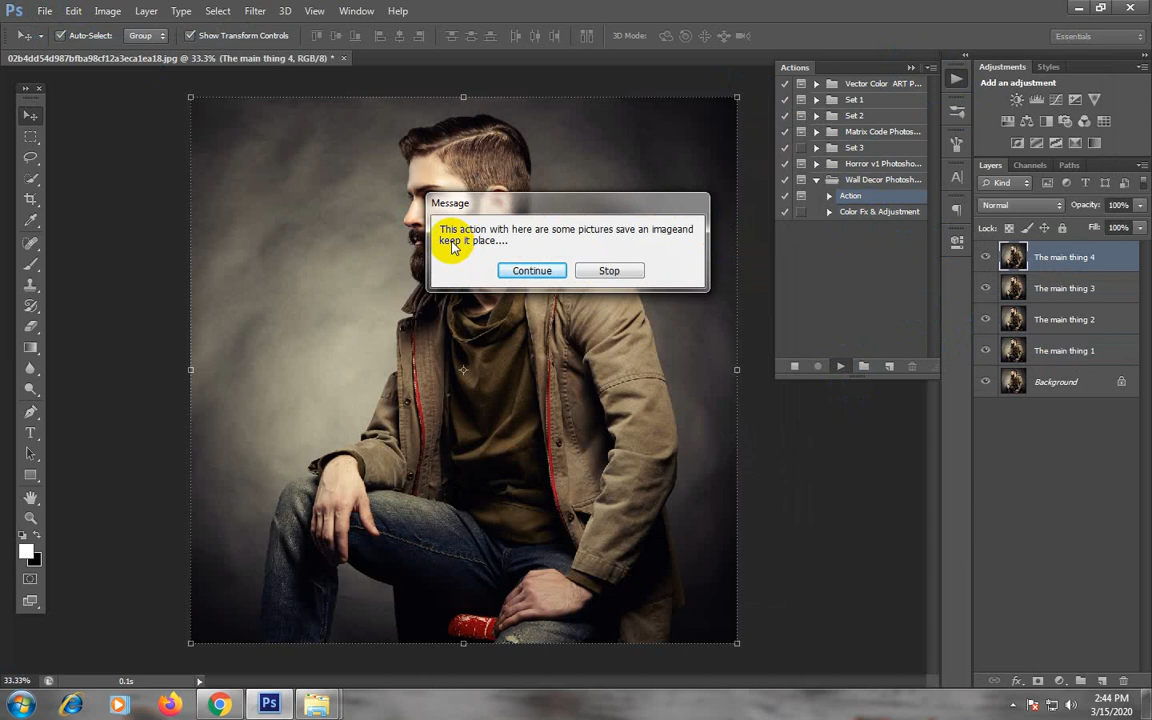 Ps File Edit Image Layer Type Select Filter 3D View Window Help
Auto-Select: Group Show Transform Controls 3D Mode: Essentials
02b4dd54d987bfba98cf12a3eca1ea18.jpg @ 33.3% (The main thing 4, RGB/8) *
Actions
Vector Color ART P...
Set 1
Set 2
Matrix Code Photos...
Set 3
Horror v1 Photosho...
Wall Decor Photosh...
Action
Color Fx & Adjustment
Adjustments Styles
Add an adjustment
Layers Channels Paths
Kind
Normal Opacity: 100%
Lock: Fill: 100%
The main thing 4
The main thing 3
The main thing 2
The main thing 1
Background
Message
This action with here are some pictures save an imageand
keep it place....
Continue Stop
33.33% 0.1s
Ps
2:44 PM
3/15/2020